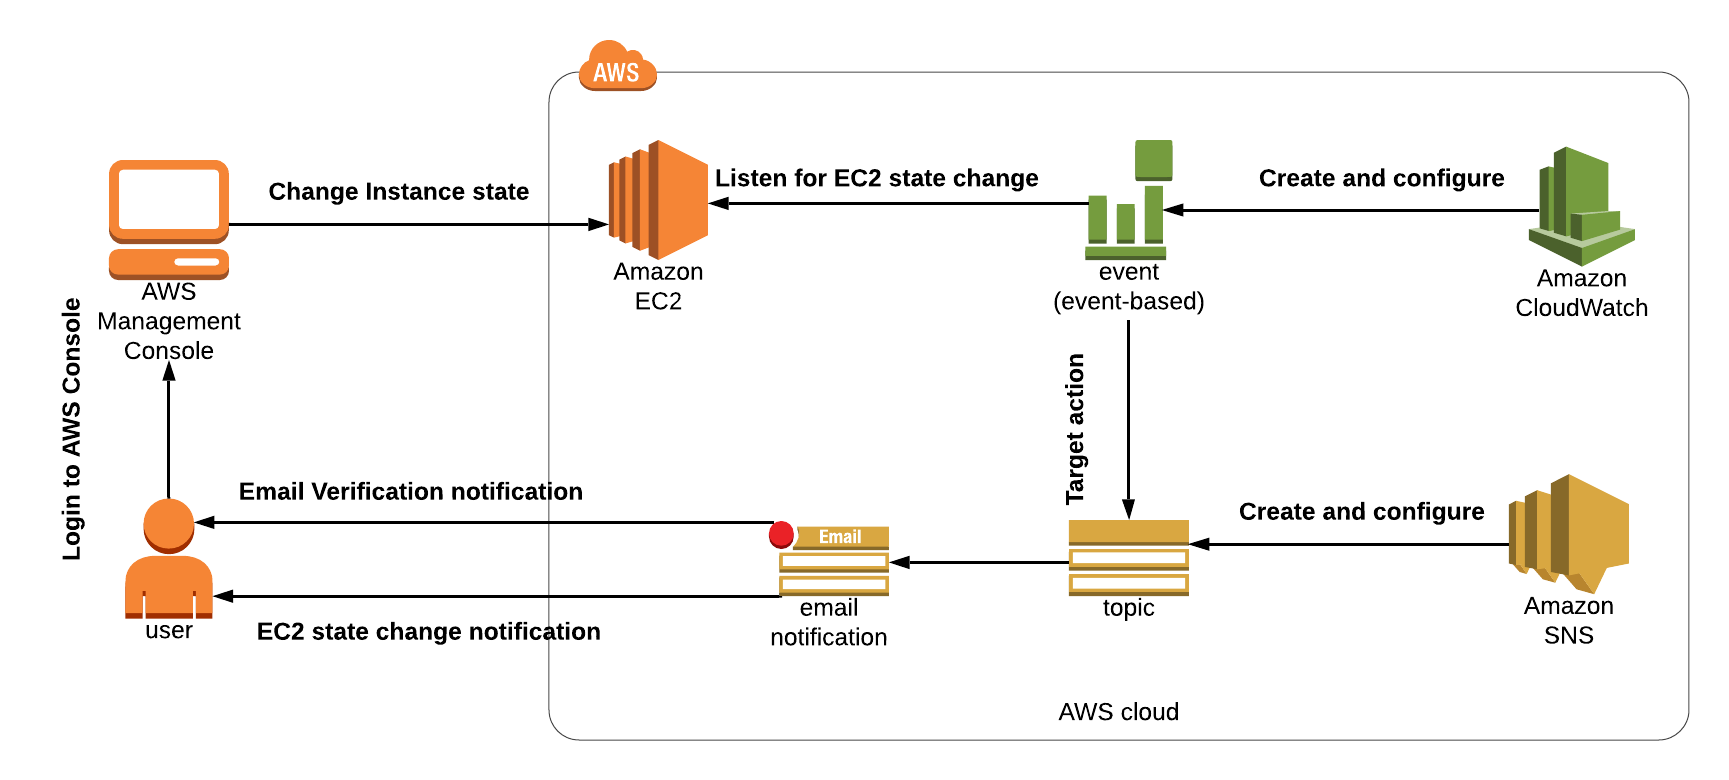 AWS
Change Instance state
Listen for EC2 state change
Create and configure
Amazon
EC2
event
(event-based)
Amazon
CloudWatch
AWS
Management
Console
Login to AWS Console
Target action
Email Verification notification
Email
Create and configure
EC2 state change notification
user
email
notification
topic
Amazon
SNS
AWS cloud